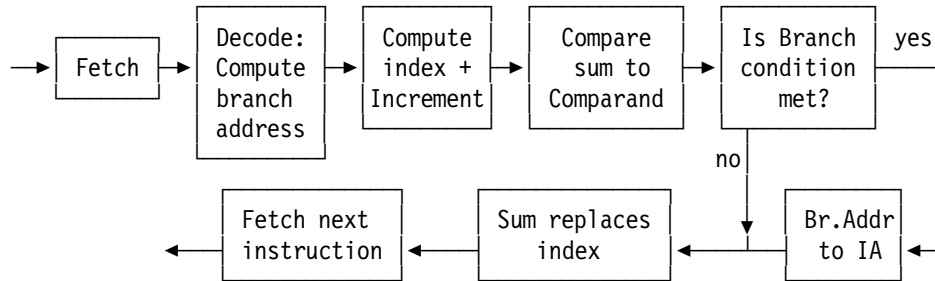 Fetch
Decode:
Compute
branch
address
Compute
index +
Increment
Compare
sum to
Comparand
Is Branch
condition
met?
yes
no
Fetch next
instruction
Sum replaces
index
Br.Addr
to IA